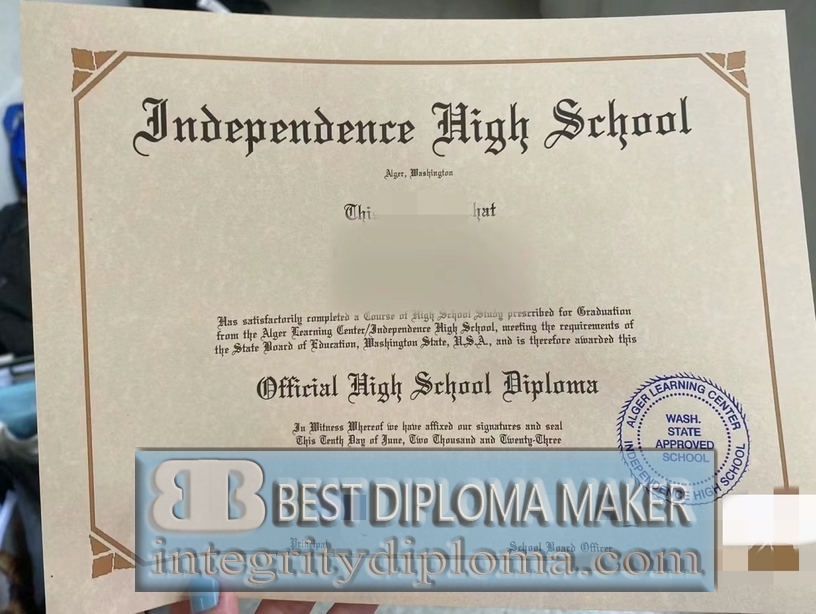 Independence High School
Alger, Washington
This hat
Has satisfactorily completed a Course of High School Study prescribed for Graduation
from the Alger Learning Center/Independence High School, meeting the requirements of
the State Board of Education, Washington State, U.S.A., and is therefore awarded this
Official High School Diploma
In Witness Whereof we have affixed our signatures and seal
This Tenth Day of June, Two Thousand and Twenty-Three
ALGER LEARNING CENTER
WASH.
STATE
APPROVED
SCHOOL
INDEPENDENCE HIGH SCHOOL
BEST DIPLOMA MAKER
Principal School Board Officer
integritydiploma.com